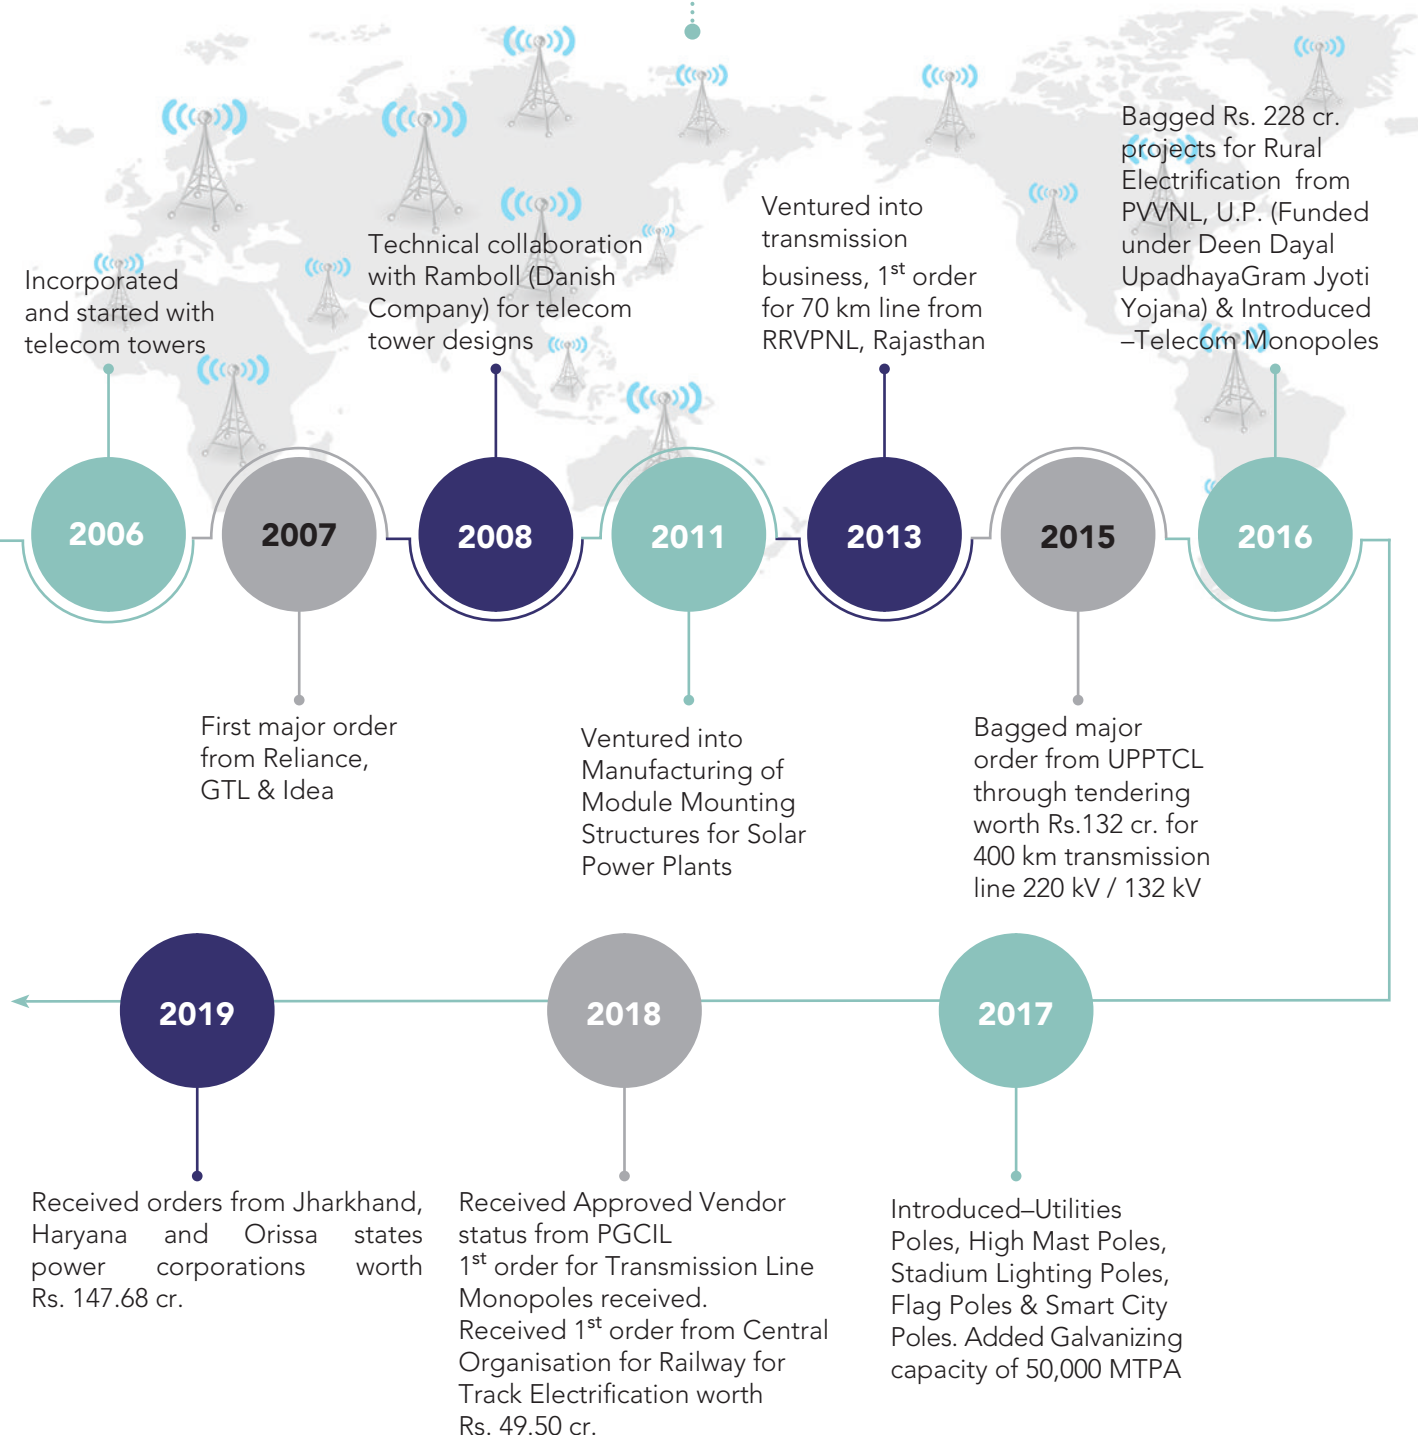 2006
Incorporated
and started with
telecom towers
2007
First major order
from Reliance,
GTL & Idea
2008
Technical collaboration
with Ramboll (Danish
Company) for telecom
tower designs
2011
Ventured into
Manufacturing of
Module Mounting
Structures for Solar
Power Plants
2013
Ventured into
transmission
business, 1st order
for 70 km line from
RRVPNL, Rajasthan
2015
Bagged major
order from UPPTCL
through tendering
worth Rs.132 cr. for
400 km transmission
line 220 kV / 132 kV
2016
Bagged Rs. 228 cr.
projects for Rural
Electrification from
PVVNL, U.P. (Funded
under Deen Dayal
UpadhayaGram Jyoti
Yojana) & Introduced
–Telecom Monopoles
2017
Introduced–Utilities
Poles, High Mast Poles,
Stadium Lighting Poles,
Flag Poles & Smart City
Poles. Added Galvanizing
capacity of 50,000 MTPA
2018
Received Approved Vendor
status from PGCIL
1st order for Transmission Line
Monopoles received.
Received 1st order from Central
Organisation for Railway for
Track Electrification worth
Rs. 49.50 cr.
2019
Received orders from Jharkhand,
Haryana and Orissa states
power corporations worth
Rs. 147.68 cr.